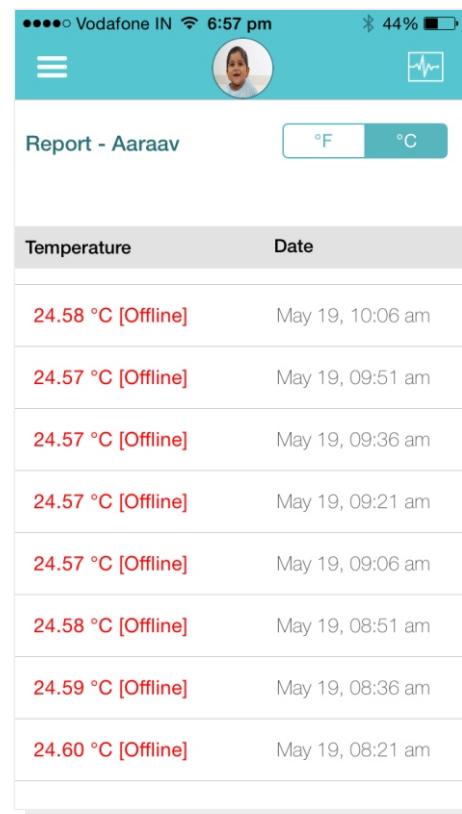 Vodafone IN 6:57 pm 44%
Report - Aaraav °F °C
Temperature Date
24.58 °C [Offline] May 19, 10:06 am
24.57 °C [Offline] May 19, 09:51 am
24.57 °C [Offline] May 19, 09:36 am
24.57 °C [Offline] May 19, 09:21 am
24.57 °C [Offline] May 19, 09:06 am
24.58 °C [Offline] May 19, 08:51 am
24.59 °C [Offline] May 19, 08:36 am
24.60 °C [Offline] May 19, 08:21 am